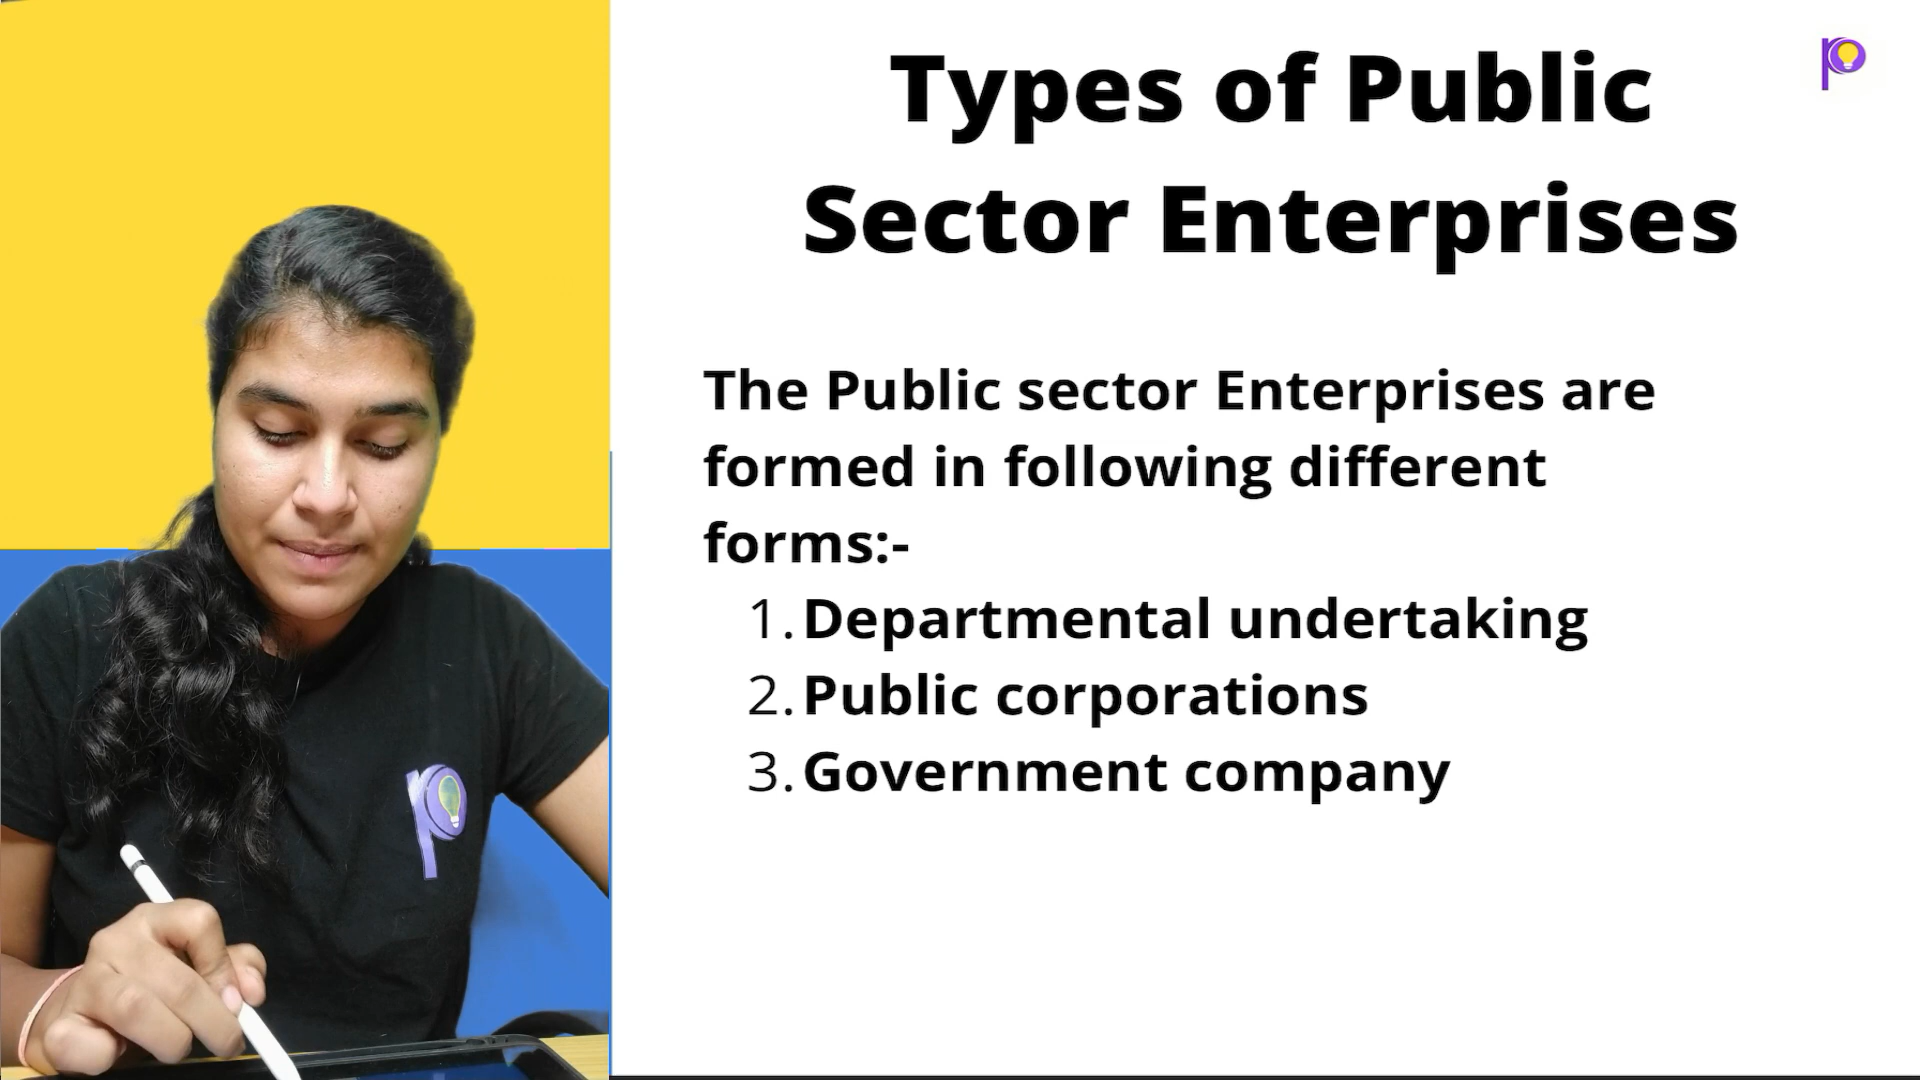 Types of Public
Sector Enterprises
The Public sector Enterprises are
formed in following different
forms:-
1. Departmental undertaking
2. Public corporations
3. Government company